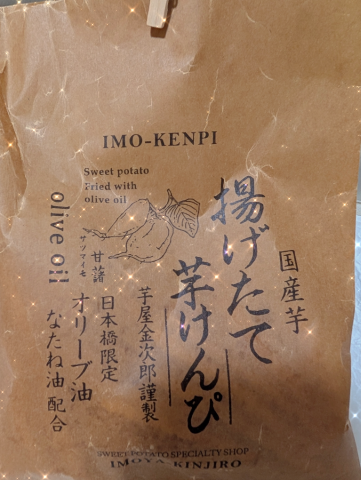 IMO-KENPI
Sweet potato
Fried with
olive oil
olive oil
国産芋
揚げたて
芋けんぴ
芋屋金次郎謹製
甘藷
サツマイモ
日本橋限定
オリーブ油
なたね油 配合
SWEET POTATO SPECIALTY SHOP
IMOYA KINJIRO